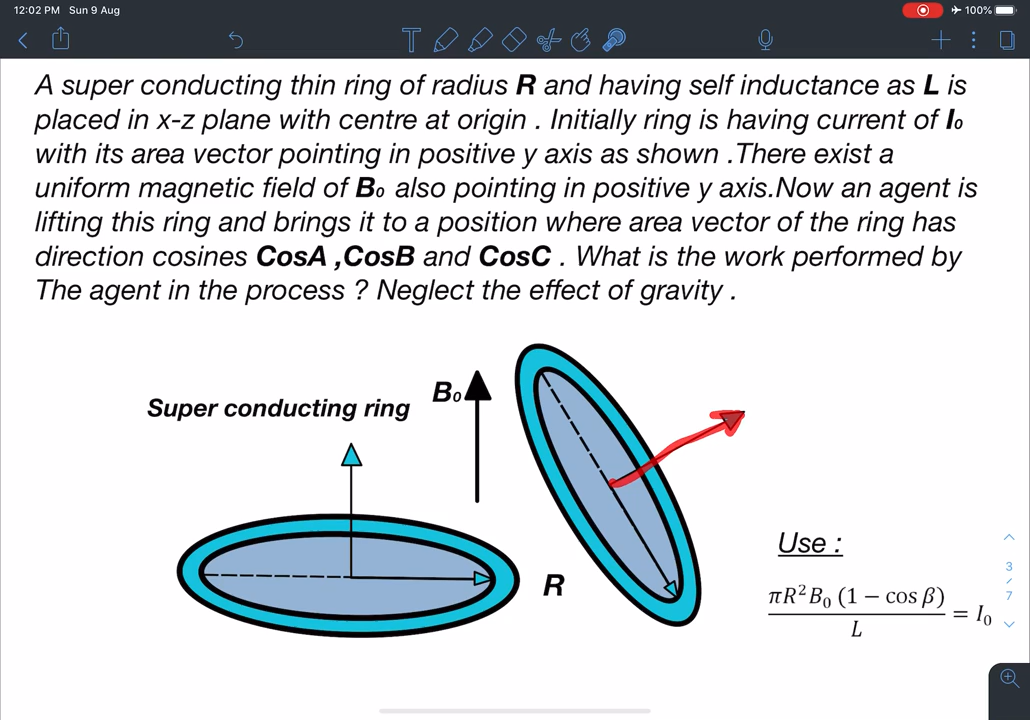 12:02 PM Sun 9 Aug
100%
A super conducting thin ring of radius R and having self inductance as L is
placed in x-z plane with centre at origin . Initially ring is having current of I₀
with its area vector pointing in positive y axis as shown .There exist a
uniform magnetic field of B₀ also pointing in positive y axis.Now an agent is
lifting this ring and brings it to a position where area vector of the ring has
direction cosines CosA ,CosB and CosC . What is the work performed by
The agent in the process ? Neglect the effect of gravity .
B₀
Super conducting ring
R
Use :
πR² B₀ (1 − cos β) / L = I₀
3
/
7